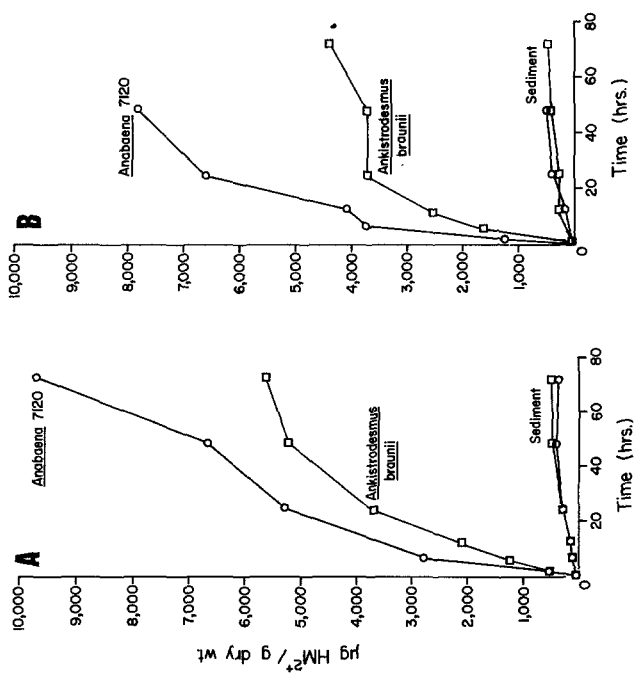 A
10,000
9,000
8,000
7,000
6,000
5,000
4,000
3,000
2,000
1,000
0
20
40
60
80
Time (hrs.)
µg HM²⁺/ g dry wt
Anabaena 7120
Ankistrodesmus
braunii
Sediment
B
10,000
9,000
8,000
7,000
6,000
5,000
4,000
3,000
2,000
1,000
0
20
40
60
80
Time (hrs.)
Anabaena 7120
Ankistrodesmus
braunii
Sediment